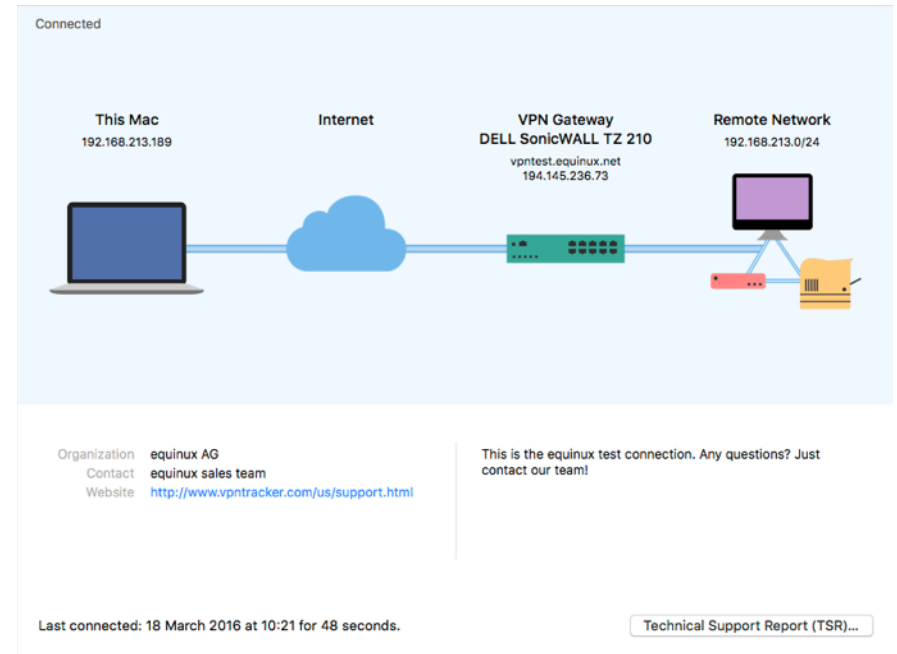 Connected
This Mac
192.168.213.189
Internet
VPN Gateway
DELL SonicWALL TZ 210
vpntest.equinux.net
194.145.236.73
Remote Network
192.168.213.0/24
Organization equinux AG
Contact equinux sales team
Website http://www.vpntracker.com/us/support.html
This is the equinux test connection. Any questions? Just
contact our team!
Last connected: 18 March 2016 at 10:21 for 48 seconds.
Technical Support Report (TSR)...